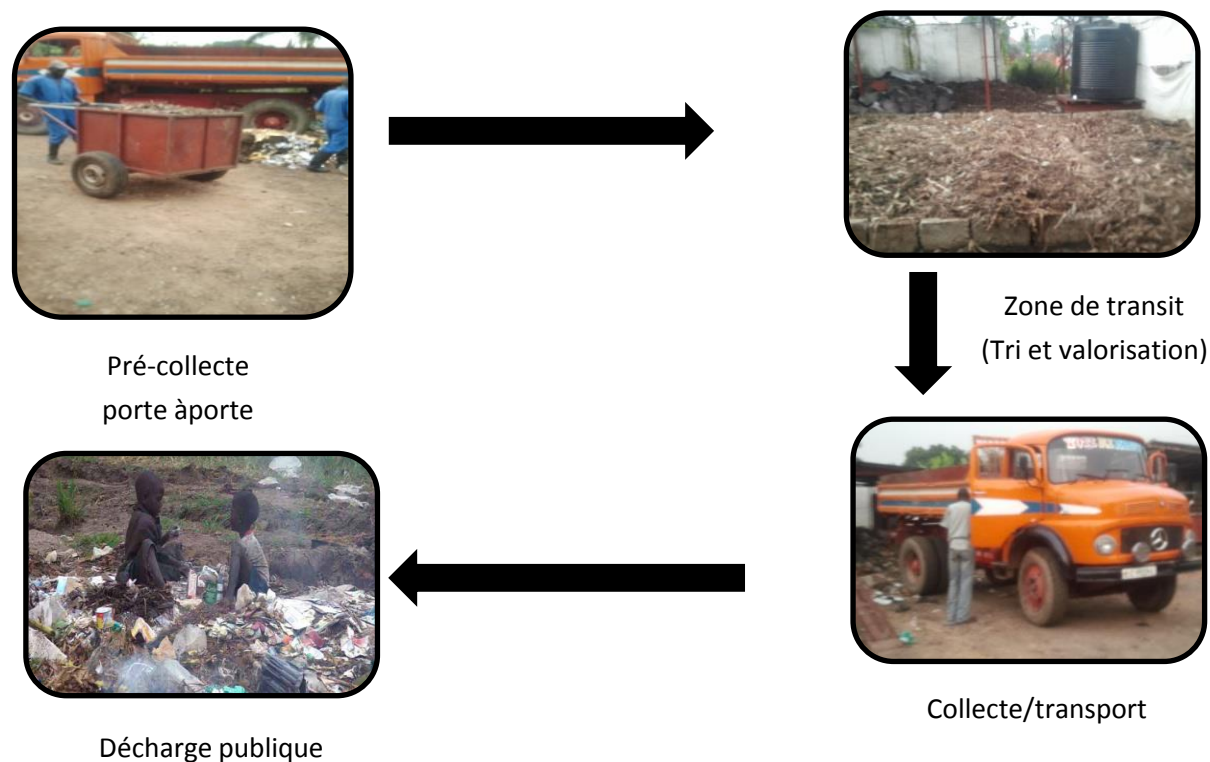 Pré-collecte
porte àporte
Zone de transit
(Tri et valorisation)
Collecte/transport
Décharge publique